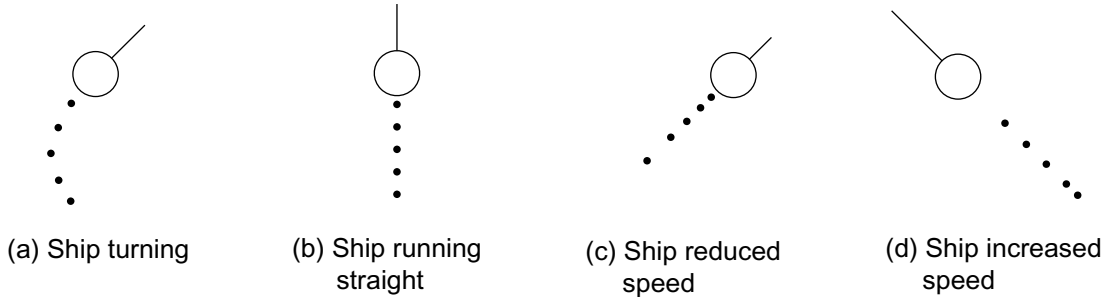 (a) Ship turning
(b) Ship running
straight
(c) Ship reduced
speed
(d) Ship increased
speed